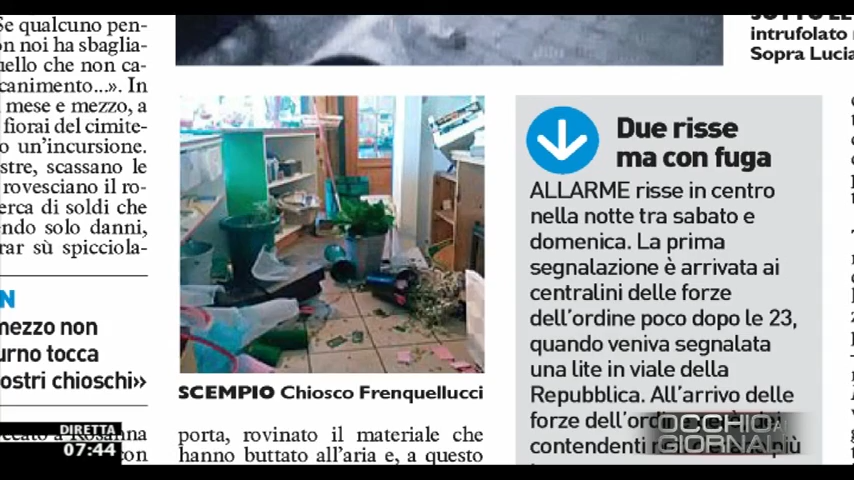 Se qualcuno pen-
on noi ha sbaglia-
uello che non ca-
canimento...». In
mese e mezzo, a
fiorai del cimite-
o un'incursione.
stre, scassano le
rovesciano il ro-
erca di soldi che
endo solo danni,
rar sù spicciola-
N
mezzo non
urno tocca
ostri chioschi»
DIRETTA
07:44
SCEMPIO Chiosco Frenquellucci
porta, rovinato il materiale che
hanno buttato all'aria e, a questo
intrufolato
Sopra Lucia
Due risse
ma con fuga
ALLARME risse in centro
nella notte tra sabato e
domenica. La prima
segnalazione è arrivata ai
centralini delle forze
dell'ordine poco dopo le 23,
quando veniva segnalata
una lite in viale della
Repubblica. All'arrivo delle
forze dell'ordine
contendenti più
OCCHIO AI
GIORNALI